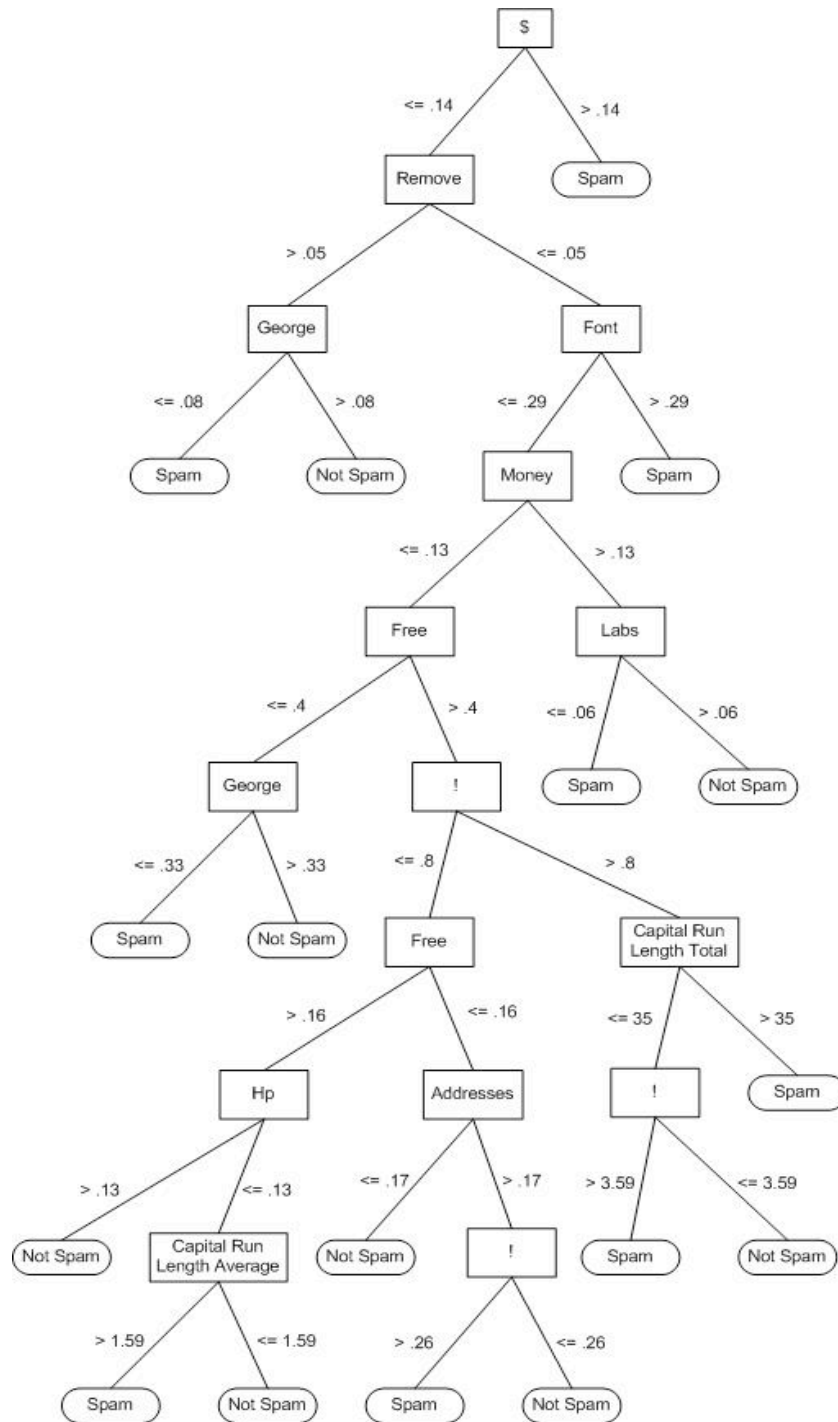 $
<= .14
> .14
Remove
Spam
> .05
<= .05
George
Font
<= .08
> .08
<= .29
> .29
Spam
Not Spam
Money
Spam
<= .13
> .13
Free
Labs
<= .4
> .4
<= .06
> .06
George
!
Spam
Not Spam
<= .33
> .33
<= .8
> .8
Spam
Not Spam
Free
Capital Run
Length Total
> .16
<= .16
<= 35
> 35
Hp
Addresses
!
Spam
> .13
<= .13
<= .17
> .17
> 3.59
<= 3.59
Not Spam
Capital Run
Length Average
Not Spam
!
Spam
Not Spam
> 1.59
<= 1.59
> .26
<= .26
Spam
Not Spam
Spam
Not Spam